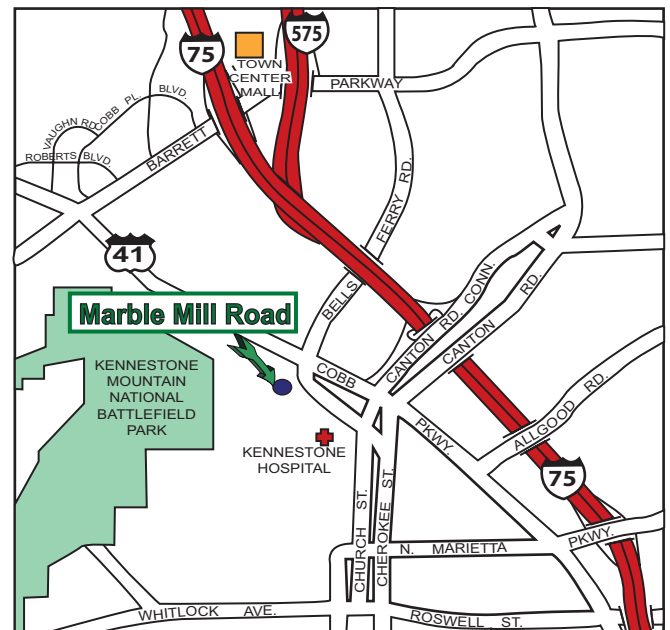 575
75
TOWN
CENTER
MALL
PARKWAY
BLVD.
COBB PL.
VAUGHN RD.
ROBERTS BLVD.
BARRETT
FERRY RD.
41
BELLS
CANTON RD. CONN.
CANTON RD.
Marble Mill Road
COBB
PKWY.
KENNESTONE
MOUNTAIN
NATIONAL
BATTLEFIELD
PARK
KENNESTONE
HOSPITAL
ALLGOOD RD.
75
CHURCH ST.
CHEROKEE ST.
N. MARIETTA
PKWY.
WHITLOCK AVE.
ROSWELL ST.